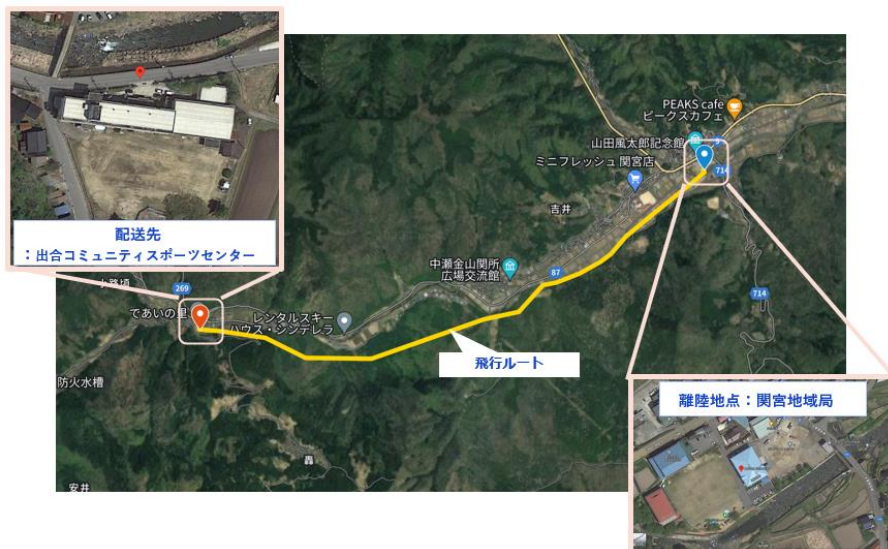 配送先
：出合コミュニティスポーツセンター
PEAKS cafe
ピークスカフェ
山田風太郎記念館
9
ミニフレッシュ 関宮店
714
吉井
中瀬金山関所
広場交流館
87
714
269
であいの里
レンタルスキー
ハウス・シンデレラ
飛行ルート
防火水槽
離陸地点：関宮地域局
轟
安井